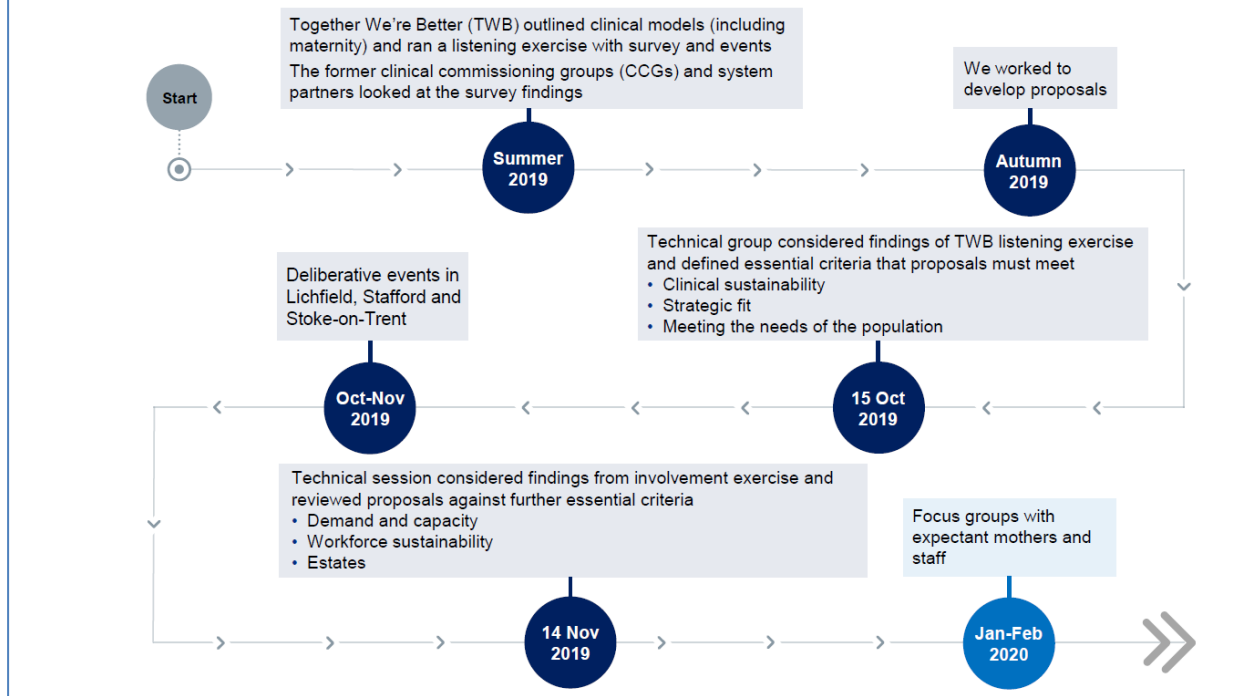 Together We’re Better (TWB) outlined clinical models (including
maternity) and ran a listening exercise with survey and events
The former clinical commissioning groups (CCGs) and system
partners looked at the survey findings
We worked to
develop proposals
Start
Summer
2019
Autumn
2019
Technical group considered findings of TWB listening exercise
and defined essential criteria that proposals must meet
• Clinical sustainability
• Strategic fit
• Meeting the needs of the population
Deliberative events in
Lichfield, Stafford and
Stoke-on-Trent
15 Oct
2019
Oct-Nov
2019
Technical session considered findings from involvement exercise and
reviewed proposals against further essential criteria
• Demand and capacity
• Workforce sustainability
• Estates
Focus groups with
expectant mothers and
staff
14 Nov
2019
Jan-Feb
2020